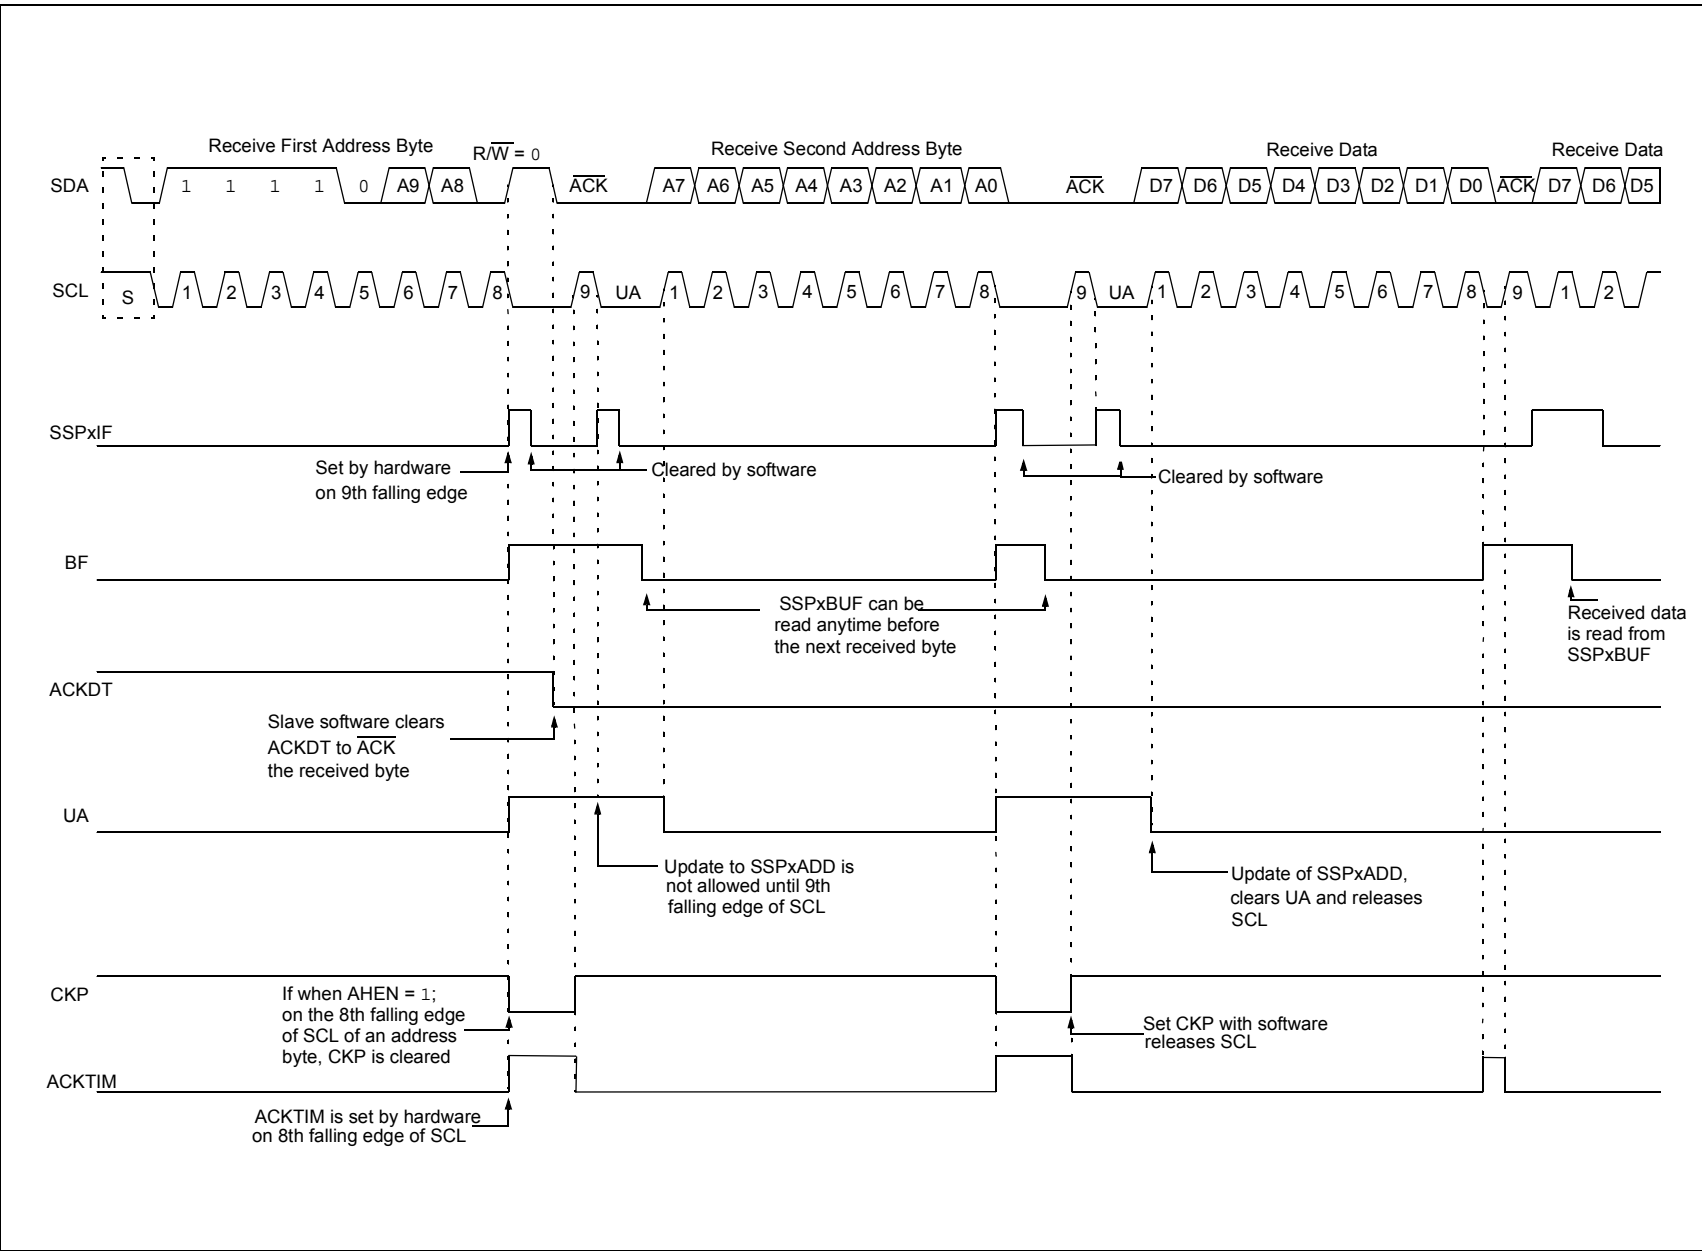 Receive First Address Byte
R/W = 0
Receive Second Address Byte
Receive Data
Receive Data
SDA
1 1 1 1 0 A9 A8
ACK
A7 A6 A5 A4 A3 A2 A1 A0
ACK
D7 D6 D5 D4 D3 D2 D1 D0
ACK
D7 D6 D5
SCL
S
1 2 3 4 5 6 7 8
9
UA
1 2 3 4 5 6 7 8
9
UA
1 2 3 4 5 6 7 8
9
1 2
SSPxIF
Set by hardware
on 9th falling edge
Cleared by software
Cleared by software
BF
SSPxBUF can be
read anytime before
the next received byte
Received data
is read from
SSPxBUF
ACKDT
Slave software clears
ACKDT to ACK
the received byte
UA
Update to SSPxADD is
not allowed until 9th
falling edge of SCL
Update of SSPxADD,
clears UA and releases
SCL
CKP
If when AHEN = 1;
on the 8th falling edge
of SCL of an address
byte, CKP is cleared
Set CKP with software
releases SCL
ACKTIM
ACKTIM is set by hardware
on 8th falling edge of SCL